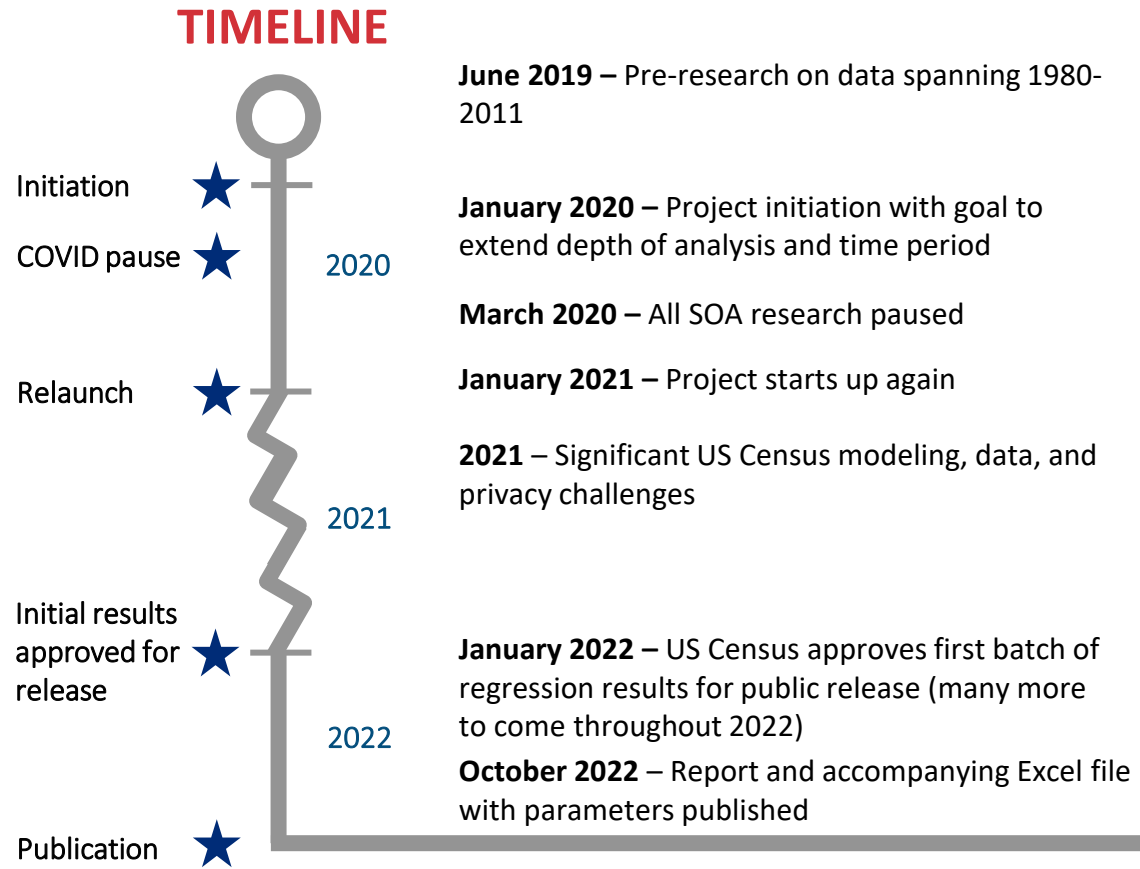 TIMELINE
June 2019 – Pre-research on data spanning 1980-
2011
Initiation
January 2020 – Project initiation with goal to
extend depth of analysis and time period
COVID pause
2020
March 2020 – All SOA research paused
Relaunch
January 2021 – Project starts up again
2021 – Significant US Census modeling, data, and
privacy challenges
2021
Initial results
approved for
release
January 2022 – US Census approves first batch of
regression results for public release (many more
to come throughout 2022)
2022
October 2022 – Report and accompanying Excel file
with parameters published
Publication